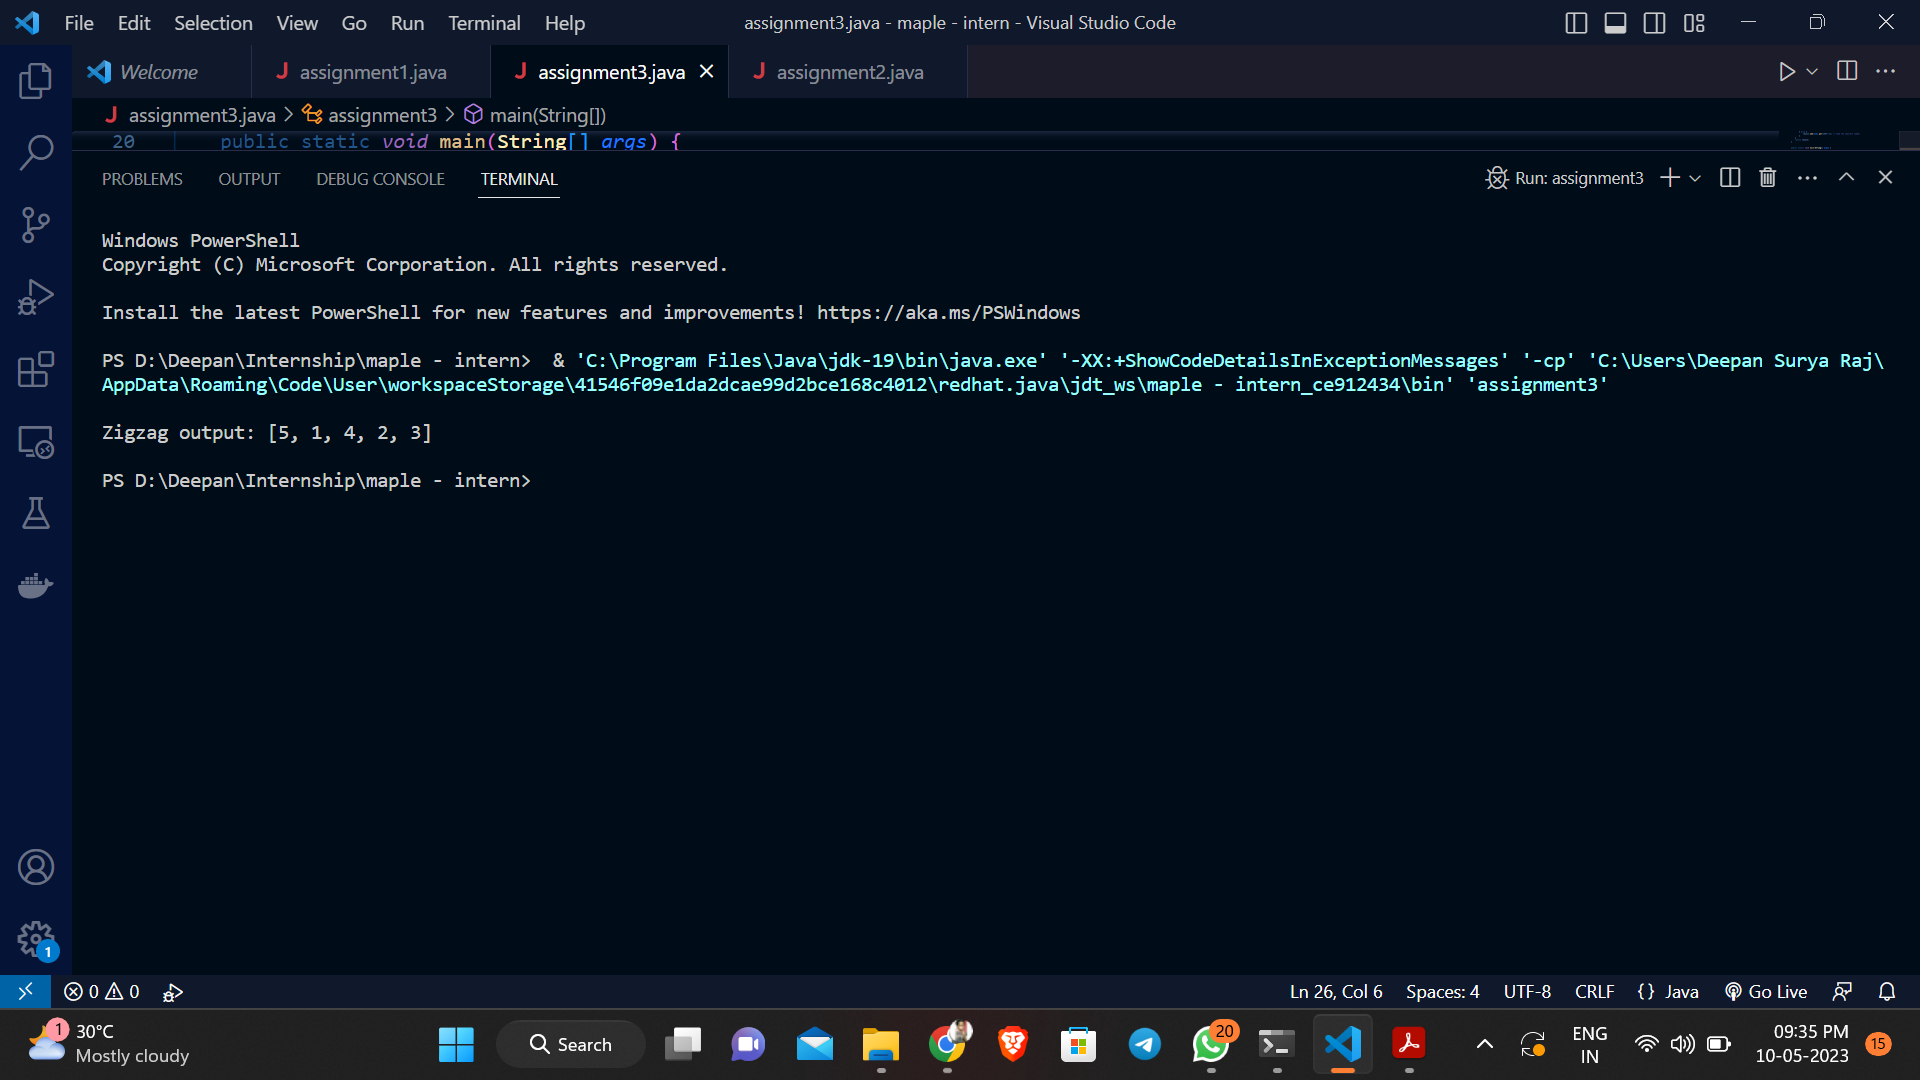 File Edit Selection View Go Run Terminal Help assignment3.java - maple - intern - Visual Studio Code
Welcome assignment1.java assignment3.java assignment2.java
assignment3.java > assignment3 > main(String[])
20 public static void main(String[] args) {
PROBLEMS OUTPUT DEBUG CONSOLE TERMINAL Run: assignment3
Windows PowerShell
Copyright (C) Microsoft Corporation. All rights reserved.
Install the latest PowerShell for new features and improvements! https://aka.ms/PSWindows
PS D:\Deepan\Internship\maple - intern>  & 'C:\Program Files\Java\jdk-19\bin\java.exe' '-XX:+ShowCodeDetailsInExceptionMessages' '-cp' 'C:\Users\Deepan Surya Raj\
AppData\Roaming\Code\User\workspaceStorage\41546f09e1da2dcae99d2bce168c4012\redhat.java\jdt_ws\maple - intern_ce912434\bin' 'assignment3'
Zigzag output: [5, 1, 4, 2, 3]
PS D:\Deepan\Internship\maple - intern>
1
0 0 Ln 26, Col 6 Spaces: 4 UTF-8 CRLF {} Java Go Live
1 30°C
Mostly cloudy
Search
20
ENG
IN
09:35 PM
10-05-2023
15